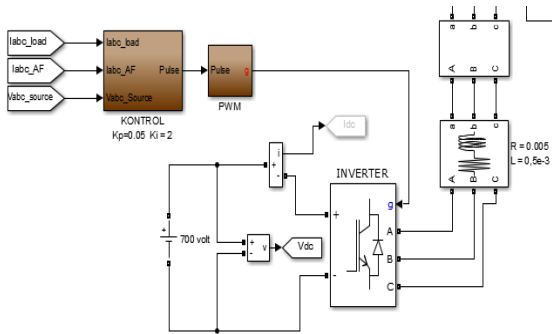 a b c
A B C
Iabc_load
Iabc_AF
Vabc_source
Iabc_load
Iabc_AF
Vabc_Source
Pulse
KONTROL
Kp=0.05 Ki = 2
Pulse
PWM
a b c
A B C
R = 0.005
L = 0,5e-3
Idc
i
+
-
INVERTER
g
+
-
A
B
C
+
700 volt
+
-
v
Vdc